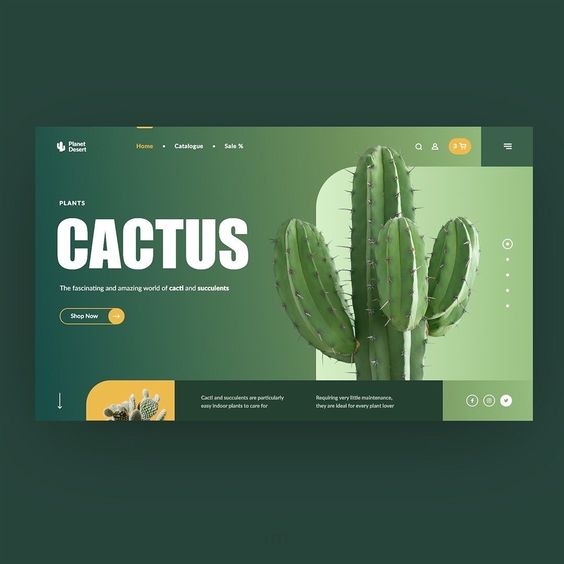 Planet
Desert
Home • Catalogue • Sale %
3
PLANTS
CACTUS
The fascinating and amazing world of cacti and succulents
Shop Now
Cacti and succulents are particularly
easy indoor plants to care for
Requiring very little maintenance,
they are ideal for every plant lover